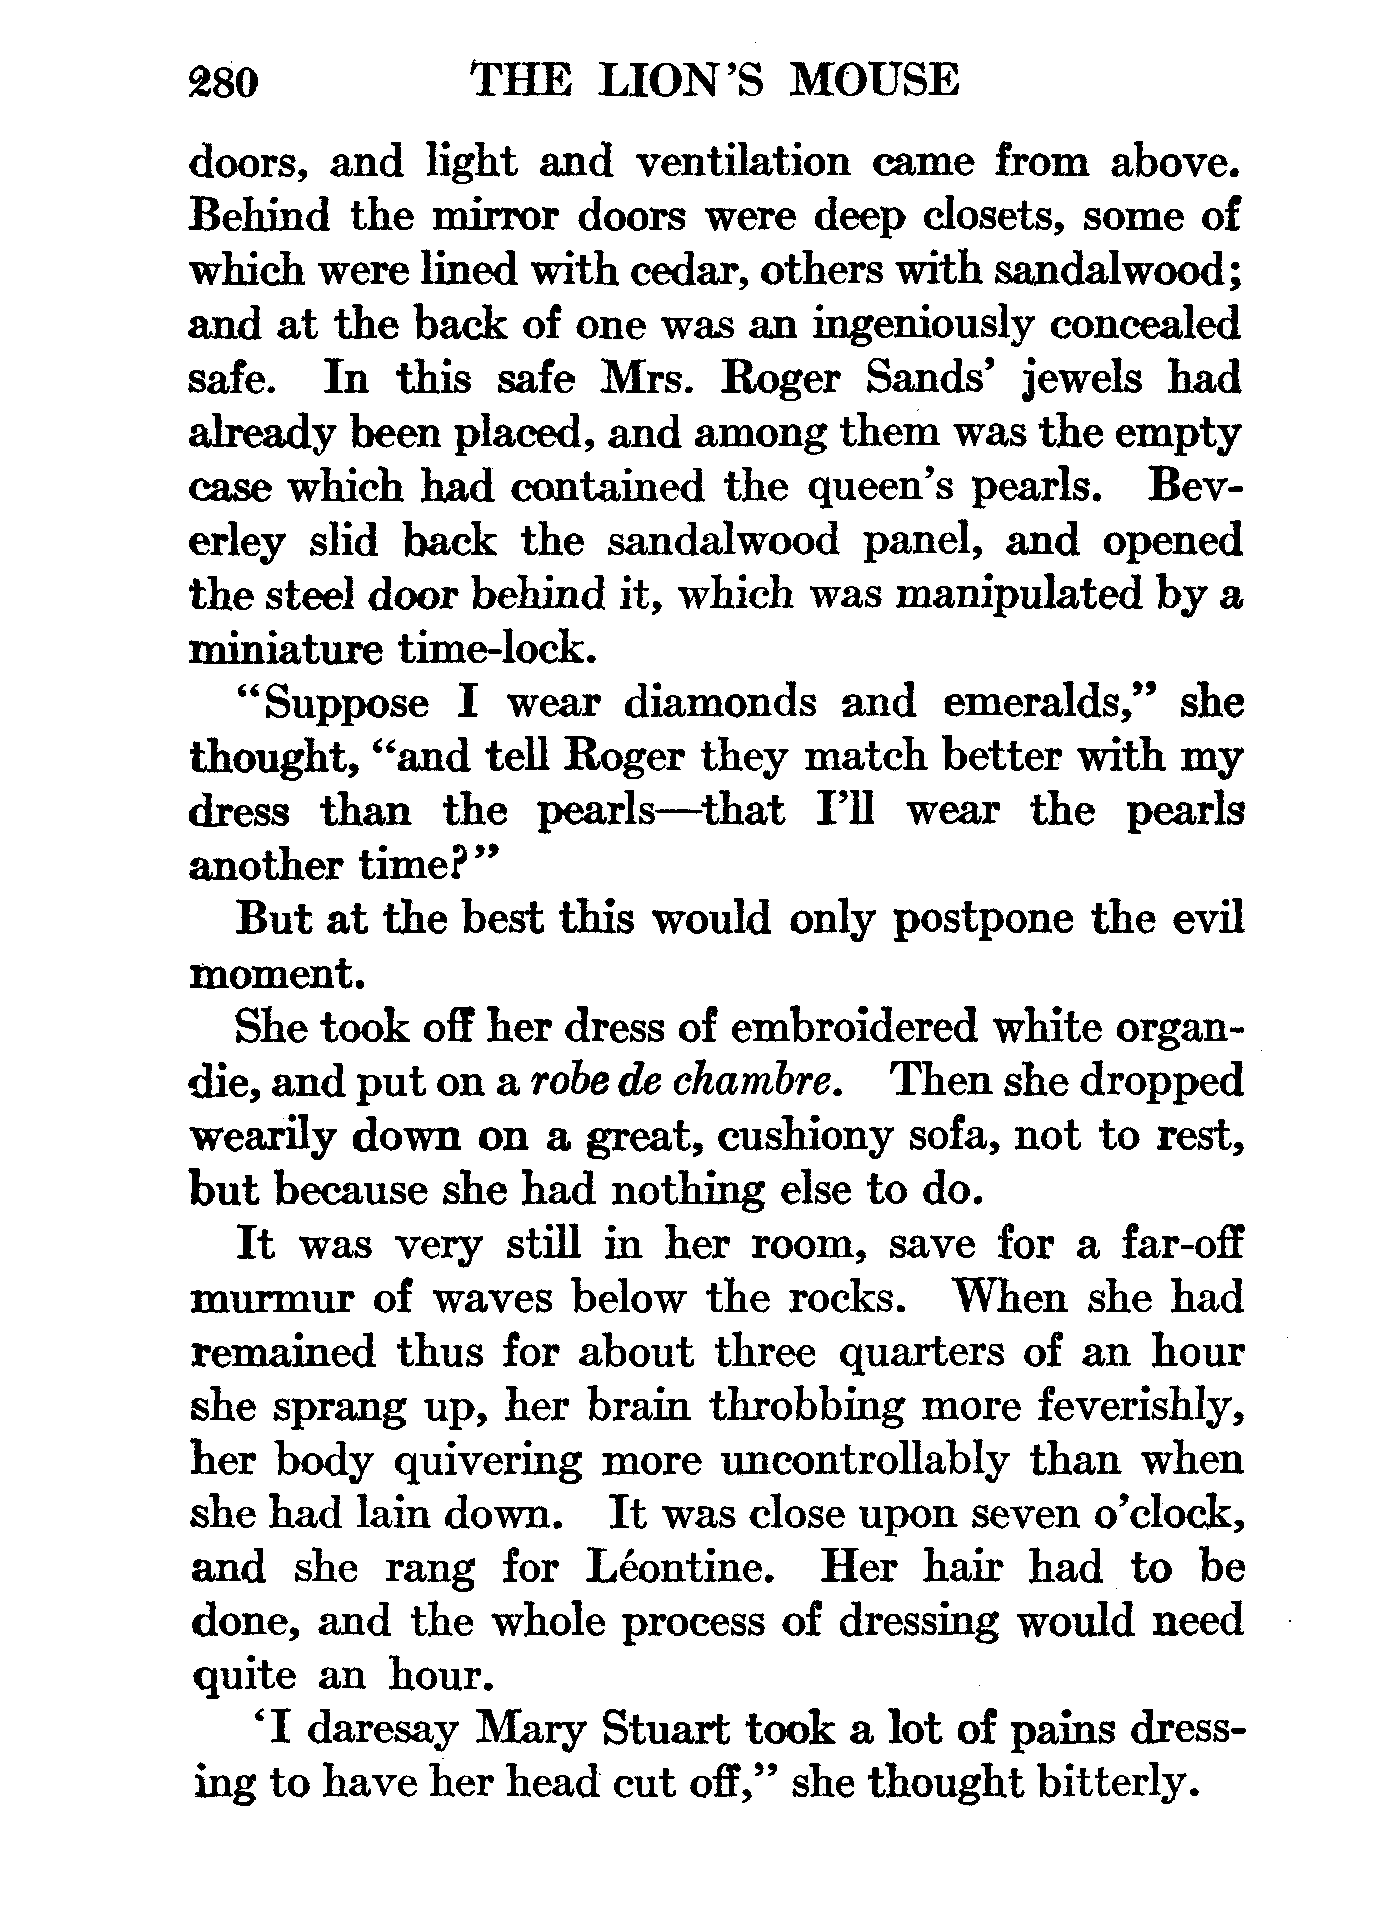 280 THE LION'S MOUSE
doors, and light and ventilation came from above.
Behind the mirror doors were deep closets, some of
which were lined with cedar, others with sandalwood;
and at the back of one was an ingeniously concealed
safe. In this safe Mrs. Roger Sands' jewels had
already been placed, and among them was the empty
case which had contained the queen's pearls. Bev-
erley slid back the sandalwood panel, and opened
the steel door behind it, which was manipulated by a
miniature time-lock.
"Suppose I wear diamonds and emeralds," she
thought, "and tell Roger they match better with my
dress than the pearls—that I'll wear the pearls
another time?"
But at the best this would only postpone the evil
moment.
She took off her dress of embroidered white organ-
die, and put on a robe de chambre. Then she dropped
wearily down on a great, cushiony sofa, not to rest,
but because she had nothing else to do.
It was very still in her room, save for a far-off
murmur of waves below the rocks. When she had
remained thus for about three quarters of an hour
she sprang up, her brain throbbing more feverishly,
her body quivering more uncontrollably than when
she had lain down. It was close upon seven o'clock,
and she rang for Léontine. Her hair had to be
done, and the whole process of dressing would need
quite an hour.
'I daresay Mary Stuart took a lot of pains dress-
ing to have her head cut off," she thought bitterly.